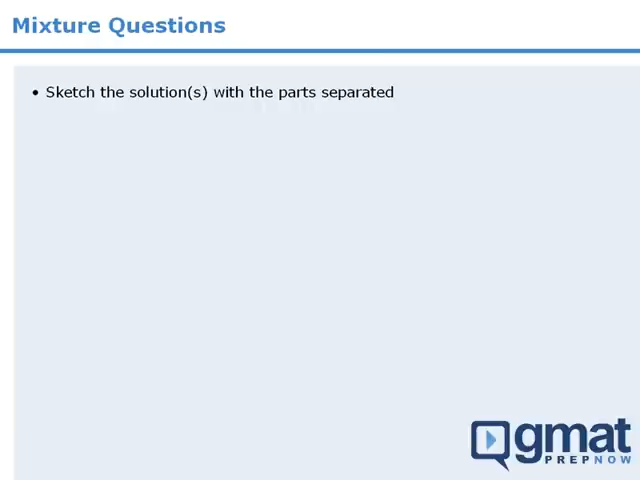 Mixture Questions
• Sketch the solution(s) with the parts separated
gmat
PREPNOW